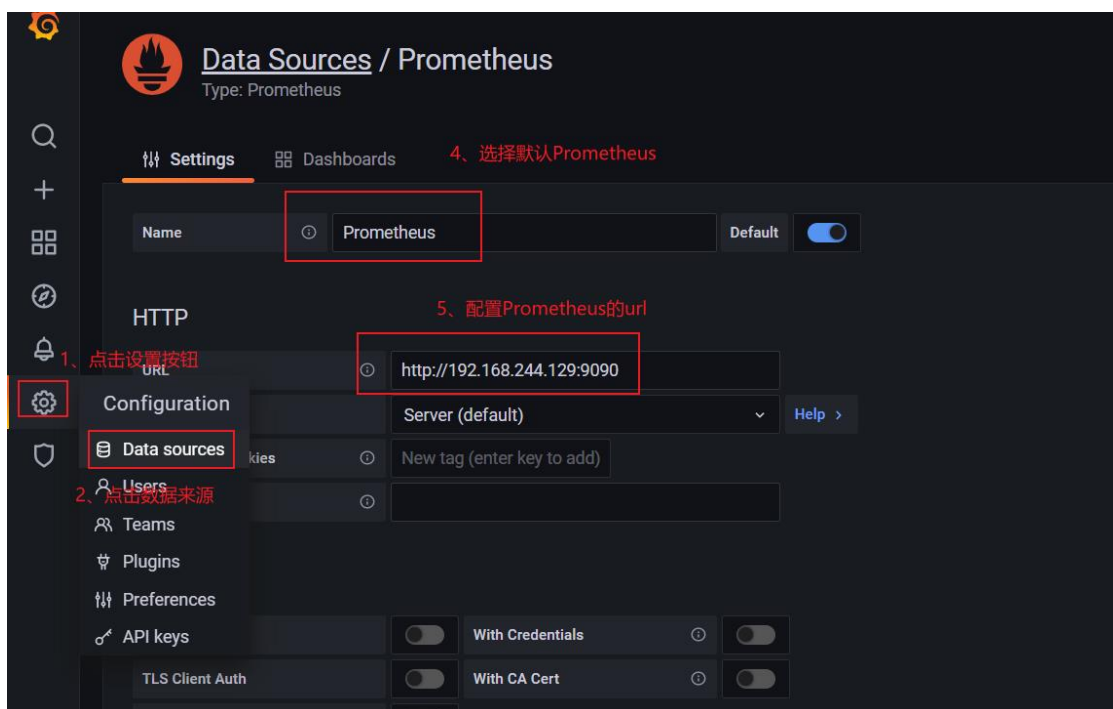 Data Sources / Prometheus
Type: Prometheus
Settings
Dashboards
4、选择默认Prometheus
Name
Prometheus
Default
5、配置Prometheus的url
HTTP
1、点击设置按钮
URL
http://192.168.244.129:9090
Configuration
Server (default)
Help >
Data sources
kies
New tag (enter key to add)
Users
2、点击数据来源
Teams
Plugins
Preferences
API keys
With Credentials
TLS Client Auth
With CA Cert